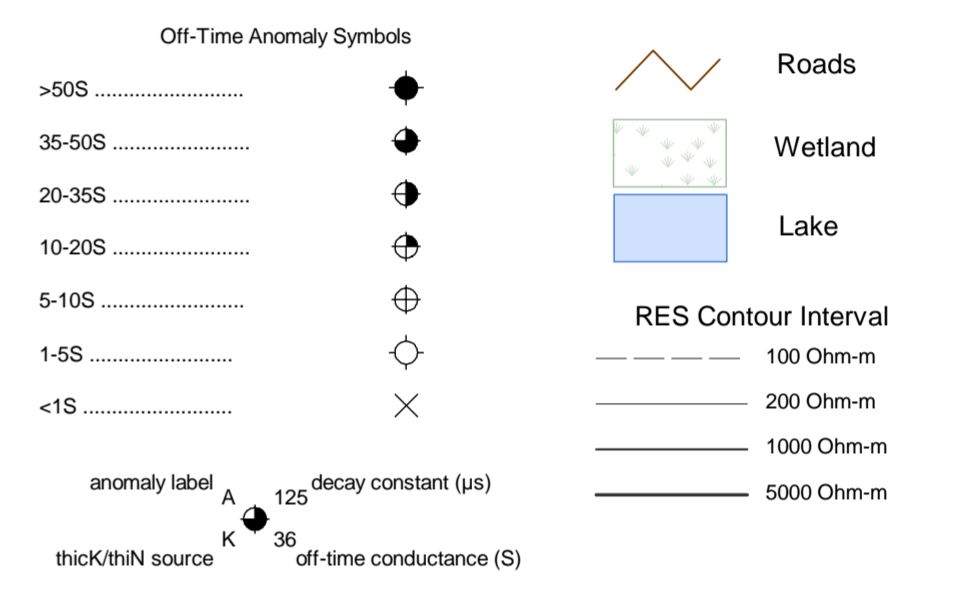 Off-Time Anomaly Symbols
>50S ..........................
35-50S ........................
20-35S ........................
10-20S ........................
5-10S .........................
1-5S .........................
<1S ..........................
anomaly label A 125 decay constant (µs)
K 36
thicK/thiN source off-time conductance (S)
Roads
Wetland
Lake
RES Contour Interval
100 Ohm-m
200 Ohm-m
1000 Ohm-m
5000 Ohm-m